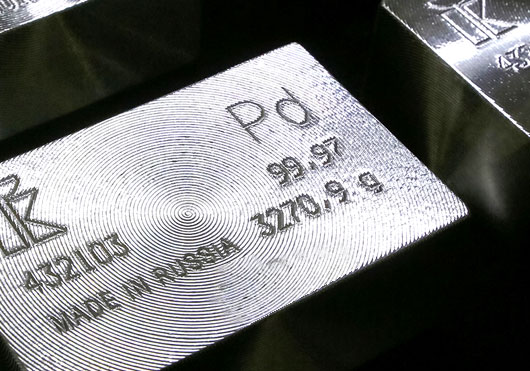 Pd
99.97
3270,9 g
432103
MADE IN RUSSIA